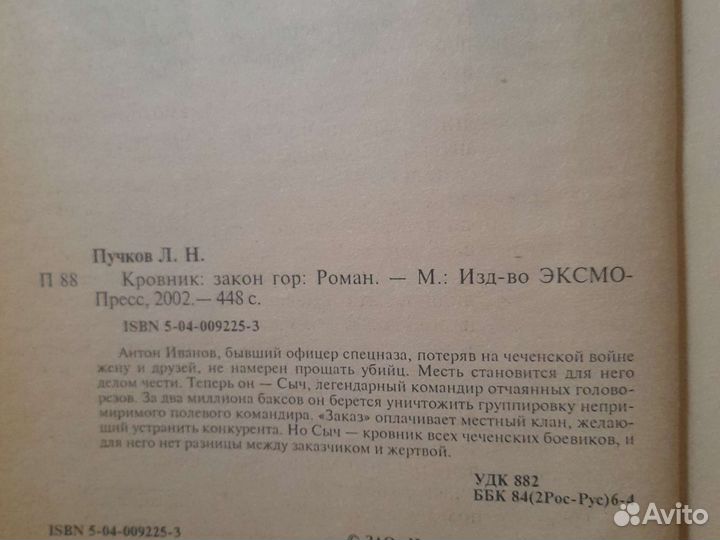 Пучков Л. Н.
П 88 Кровник: закон гор: Роман. — М.: Изд-во ЭКСМО-
Пресс, 2002.— 448 с.
ISBN 5-04-009225-3
Антон Иванов, бывший офицер спецназа, потеряв на чеченской войне
жену и друзей, не намерен прощать убийц. Месть становится для него
делом чести. Теперь он — Сыч, легендарный командир отчаянных голово-
резов. За два миллиона баксов он берется уничтожить группировку непри-
миримого полевого командира. «Заказ» оплачивает местный клан, желаю-
щий устранить конкурента. Но Сыч — кровник всех чеченских боевиков, и
для него нет разницы между заказчиком и жертвой.
УДК 882
ББК 84(2Рос-Рус)6-4
ISBN 5-04-009225-3
© ЗАО
Avito